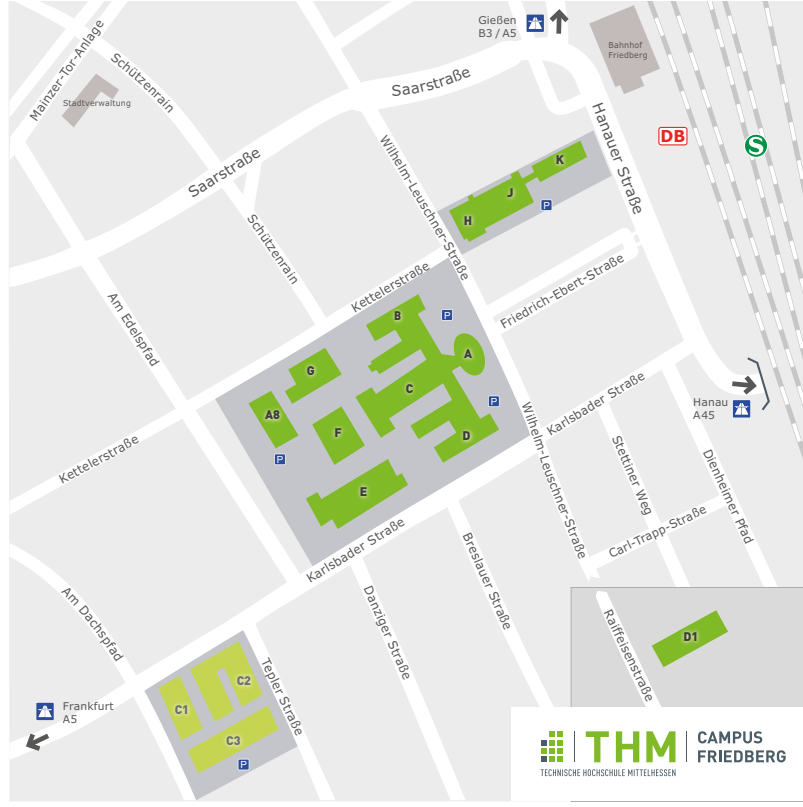 Gießen
B3 / A5
Bahnhof
Friedberg
Mainzer-Tor-Anlage
Schützenrain
Stadtverwaltung
Saarstraße
Saarstraße
Hanauer Straße
DB
S
Wilhelm-Leuschner-Straße
K
J
H
P
Schützenrain
Kettelerstraße
Friedrich-Ebert-Straße
Am Edelspfad
B
P
A
G
C
A8
F
D
P
P
E
Hanau
A45
Karlsbader Straße
Wilhelm-Leuschner-Straße
Kettelerstraße
Stettiner Weg
Dienheimer Pfad
Carl-Trapp-Straße
Karlsbader Straße
Breslauer Straße
Danziger Straße
Am Dachspfad
Raiffeisenstraße
D1
Tepler Straße
C2
C1
C3
P
Frankfurt
A5
THM
CAMPUS
FRIEDBERG
TECHNISCHE HOCHSCHULE MITTELHESSEN